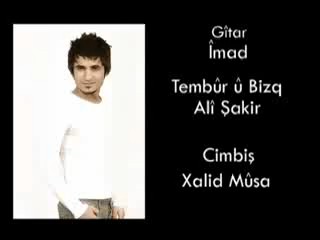 Gîtar
Îmad
Tembûr û Bizq
Alî Şakir
Cimbiş
Xalid Mûsa